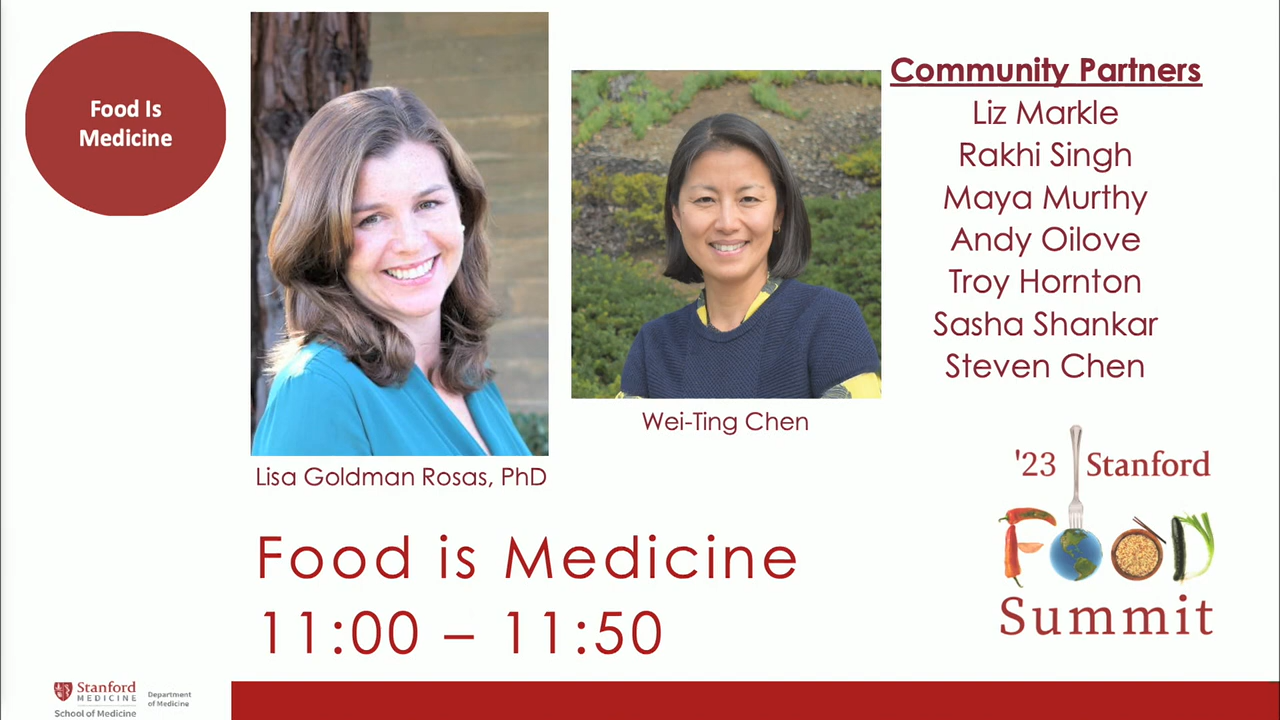 Food Is
Medicine
Community Partners
Liz Markle
Rakhi Singh
Maya Murthy
Andy Oilove
Troy Hornton
Sasha Shankar
Steven Chen
Wei-Ting Chen
Lisa Goldman Rosas, PhD
'23 Stanford
FOOD
Summit
Food is Medicine
11:00 – 11:50
Stanford
MEDICINE
School of Medicine
Department
of Medicine